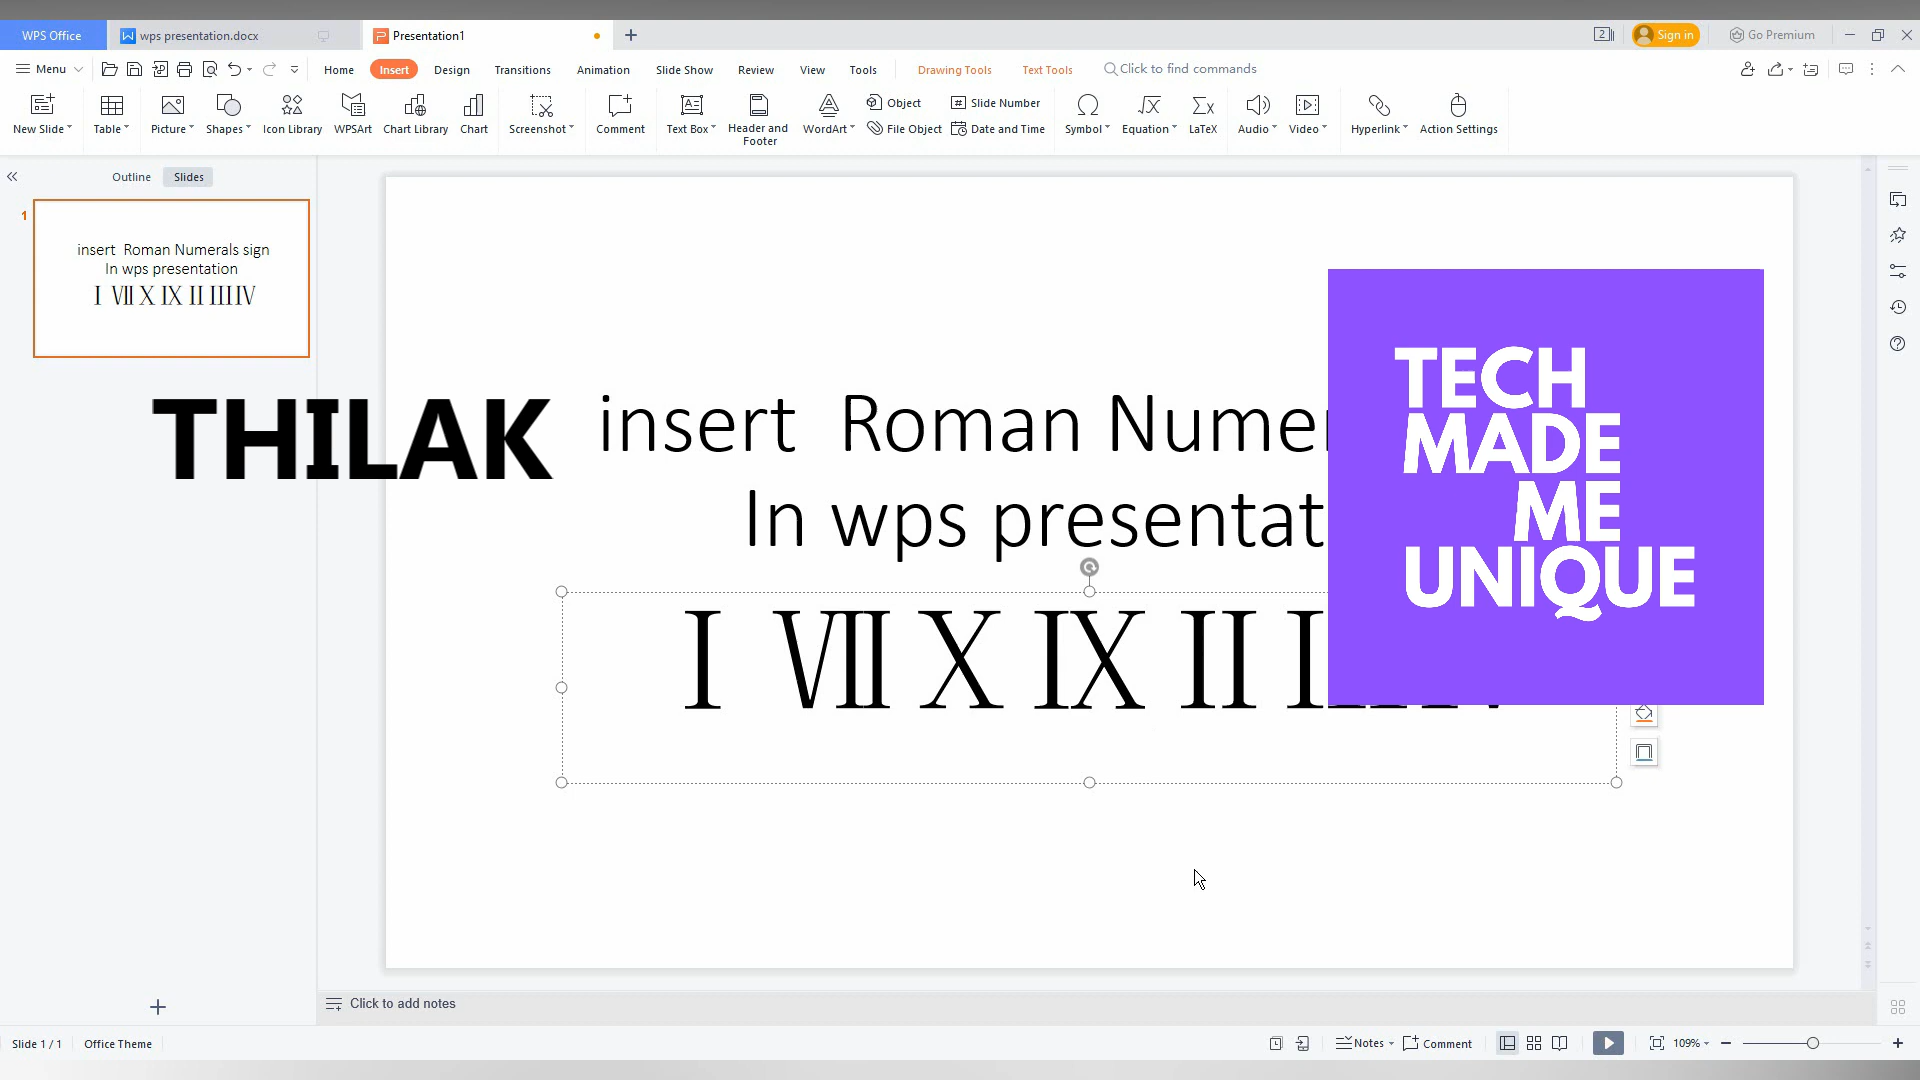 WPS Office
wps presentation.docx
Presentation1
2
Sign in
Go Premium
Menu
Home
Insert
Design
Transitions
Animation
Slide Show
Review
View
Tools
Drawing Tools
Text Tools
Click to find commands
New Slide
Table
Picture
Shapes
Icon Library
WPSArt
Chart Library
Chart
Screenshot
Comment
Text Box
Header and
Footer
WordArt
Object
File Object
Slide Number
Date and Time
Symbol
Equation
LaTeX
Audio
Video
Hyperlink
Action Settings
Outline
Slides
1
insert Roman Numerals sign
In wps presentation
Ⅰ Ⅶ Ⅹ Ⅸ Ⅱ Ⅲ Ⅳ
THILAK
insert Roman Numer
In wps presentat
Ⅰ Ⅶ Ⅹ Ⅸ Ⅱ
TECH
MADE
ME
UNIQUE
Click to add notes
Slide 1 / 1
Office Theme
Notes
Comment
109%